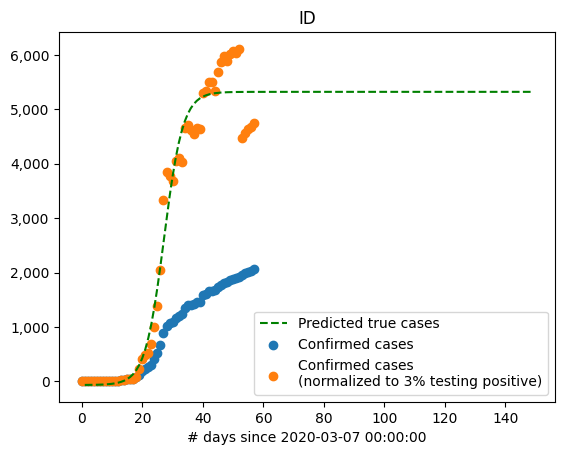 ID
6,000
5,000
4,000
3,000
2,000
1,000
0
0 20 40 60 80 100 120 140
# days since 2020-03-07 00:00:00
Predicted true cases
Confirmed cases
Confirmed cases
(normalized to 3% testing positive)